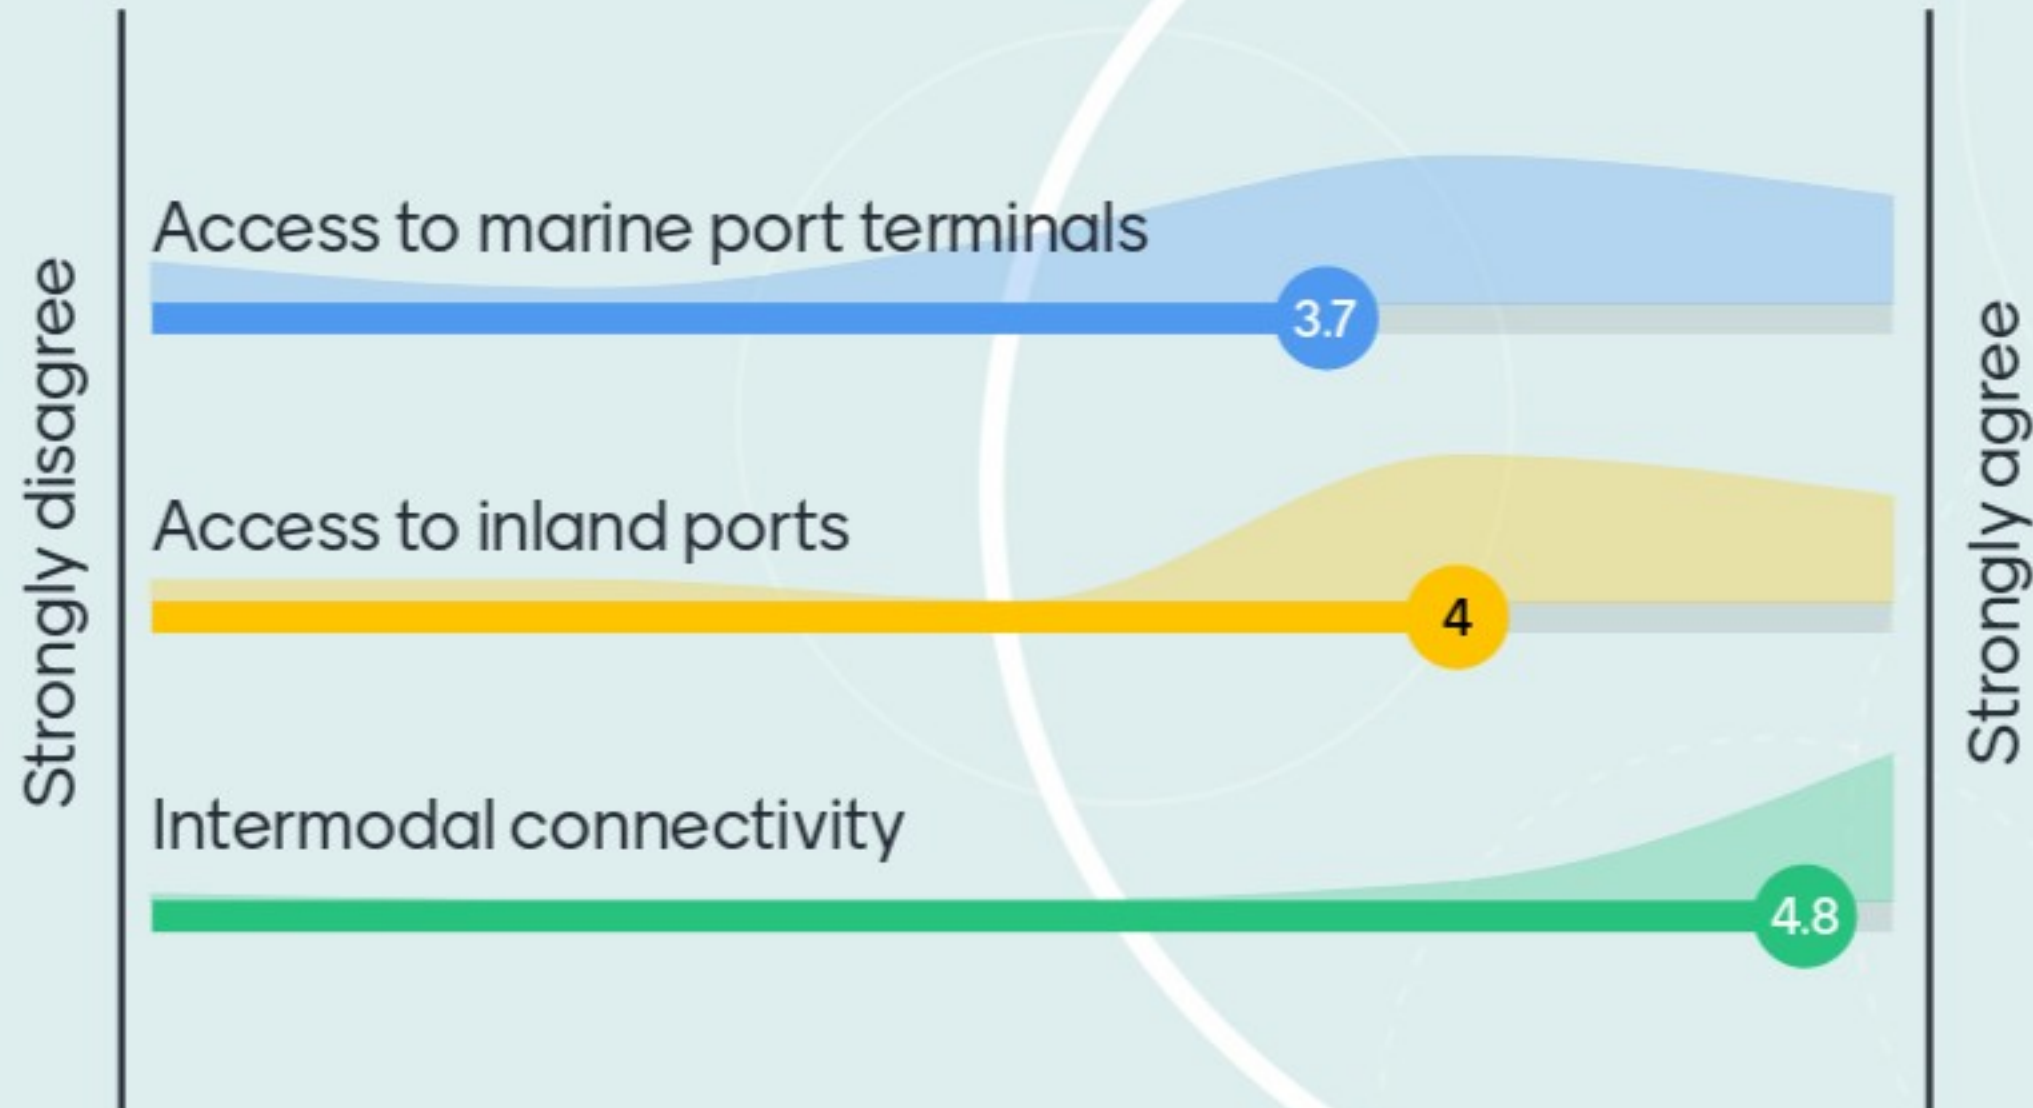 Strongly disagree
Access to marine port terminals
3.7
Access to inland ports
4
Intermodal connectivity
4.8
Strongly agree